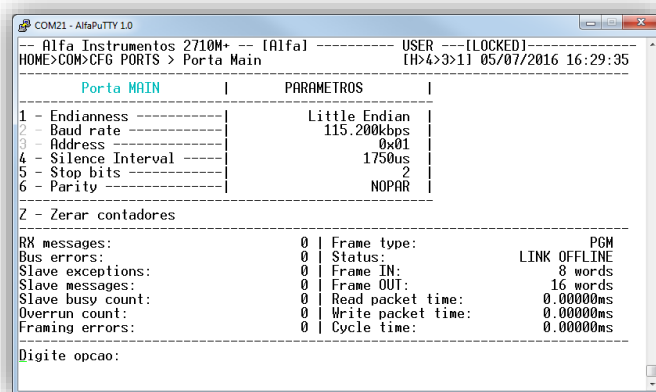 COM21 - AlfaPuTTY 1.0
-- Alfa Instrumentos 2710M+ -- [Alfa] ---------- USER ---[LOCKED]-------------
HOME>COM>CFG PORTS > Porta Main [H>4>3>1] 05/07/2016 16:29:35
Porta MAIN | PARAMETROS |
1 - Endianness ------------| Little Endian |
2 - Baud rate -------------| 115.200kbps |
3 - Address ---------------| 0x01 |
4 - Silence Interval -----| 1750us |
5 - Stop bits -------------| 2 |
6 - Parity ----------------| NOPAR |
Z - Zerar contadores
RX messages: 0 | Frame type: PGM
Bus errors: 0 | Status: LINK OFFLINE
Slave exceptions: 0 | Frame IN: 8 words
Slave messages: 0 | Frame OUT: 16 words
Slave busy count: 0 | Read packet time: 0.00000ms
Overrun count: 0 | Write packet time: 0.00000ms
Framing errors: 0 | Cycle time: 0.00000ms
Digite opcao: